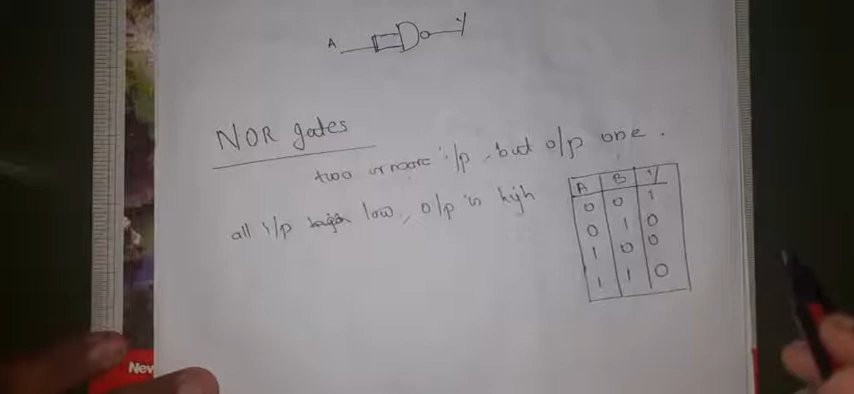 A Y
NOR gates
two or more i/p, but o/p one.
all i/p low, o/p is high
A B Y
0 0 1
0 1 0
1 0 0
1 1 0
New